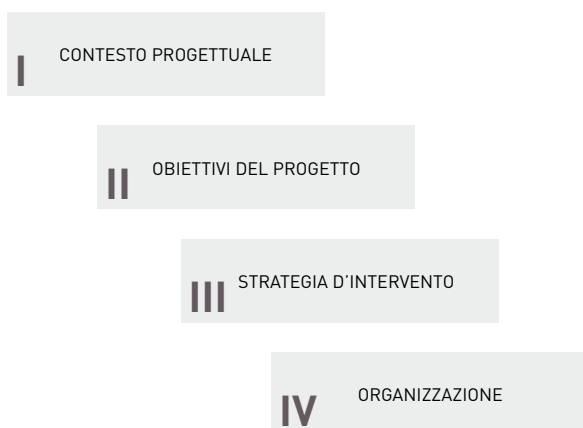 I CONTESTO PROGETTUALE
II OBIETTIVI DEL PROGETTO
III STRATEGIA D'INTERVENTO
IV ORGANIZZAZIONE